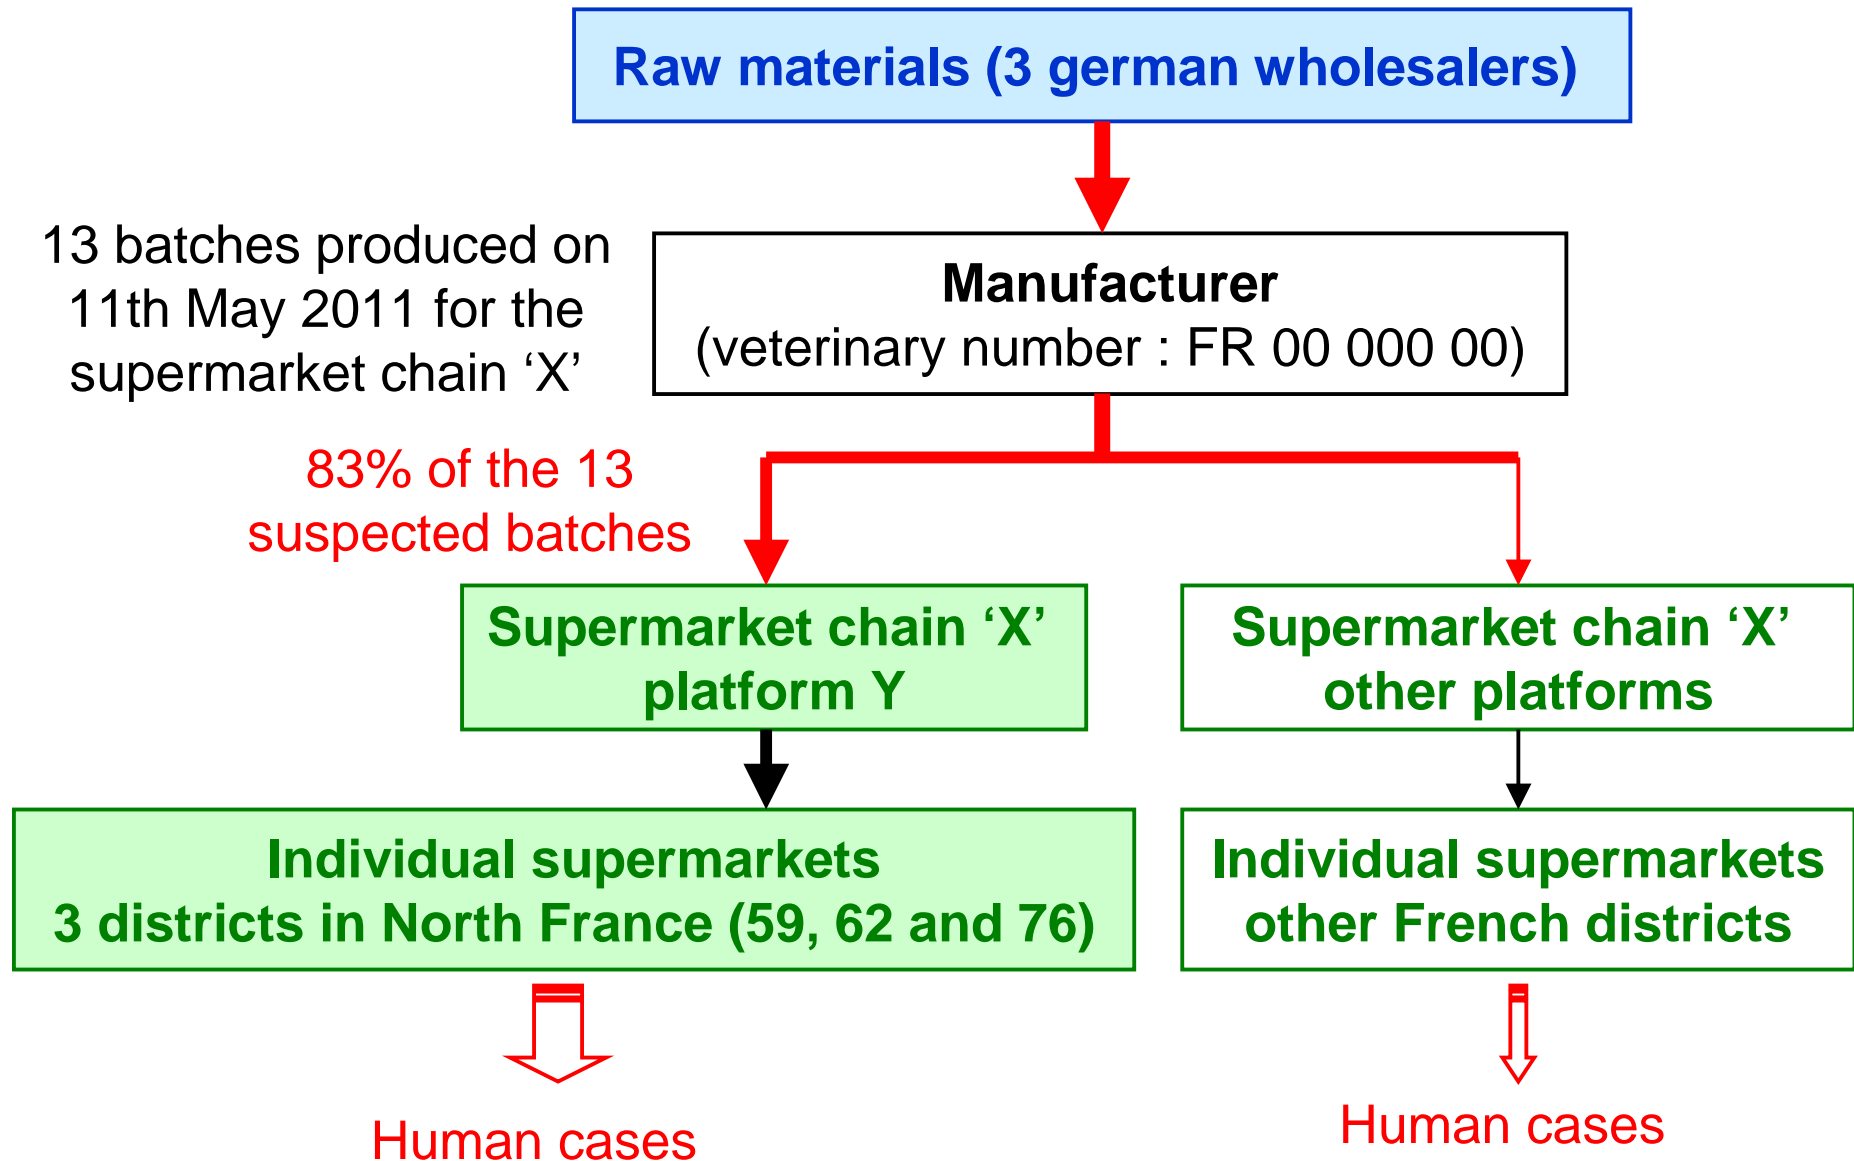 Raw materials (3 german wholesalers)
13 batches produced on
11th May 2011 for the
supermarket chain ‘X’
Manufacturer
(veterinary number : FR 00 000 00)
83% of the 13
suspected batches
Supermarket chain ‘X’
platform Y
Supermarket chain ‘X’
other platforms
Individual supermarkets
3 districts in North France (59, 62 and 76)
Individual supermarkets
other French districts
Human cases
Human cases